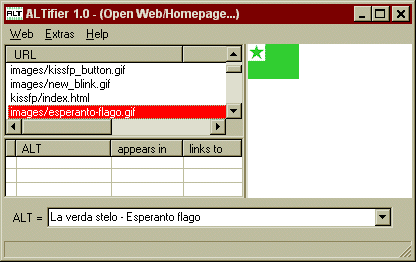 ALT ALTifier 1.0 - (Open Web/Homepage...)
Web Extras Help
URL
images/kissfp_button.gif
images/new_blink.gif
kissfp/index.html
images/esperanto-flago.gif
ALT appears in links to
ALT = La verda stelo - Esperanto flago